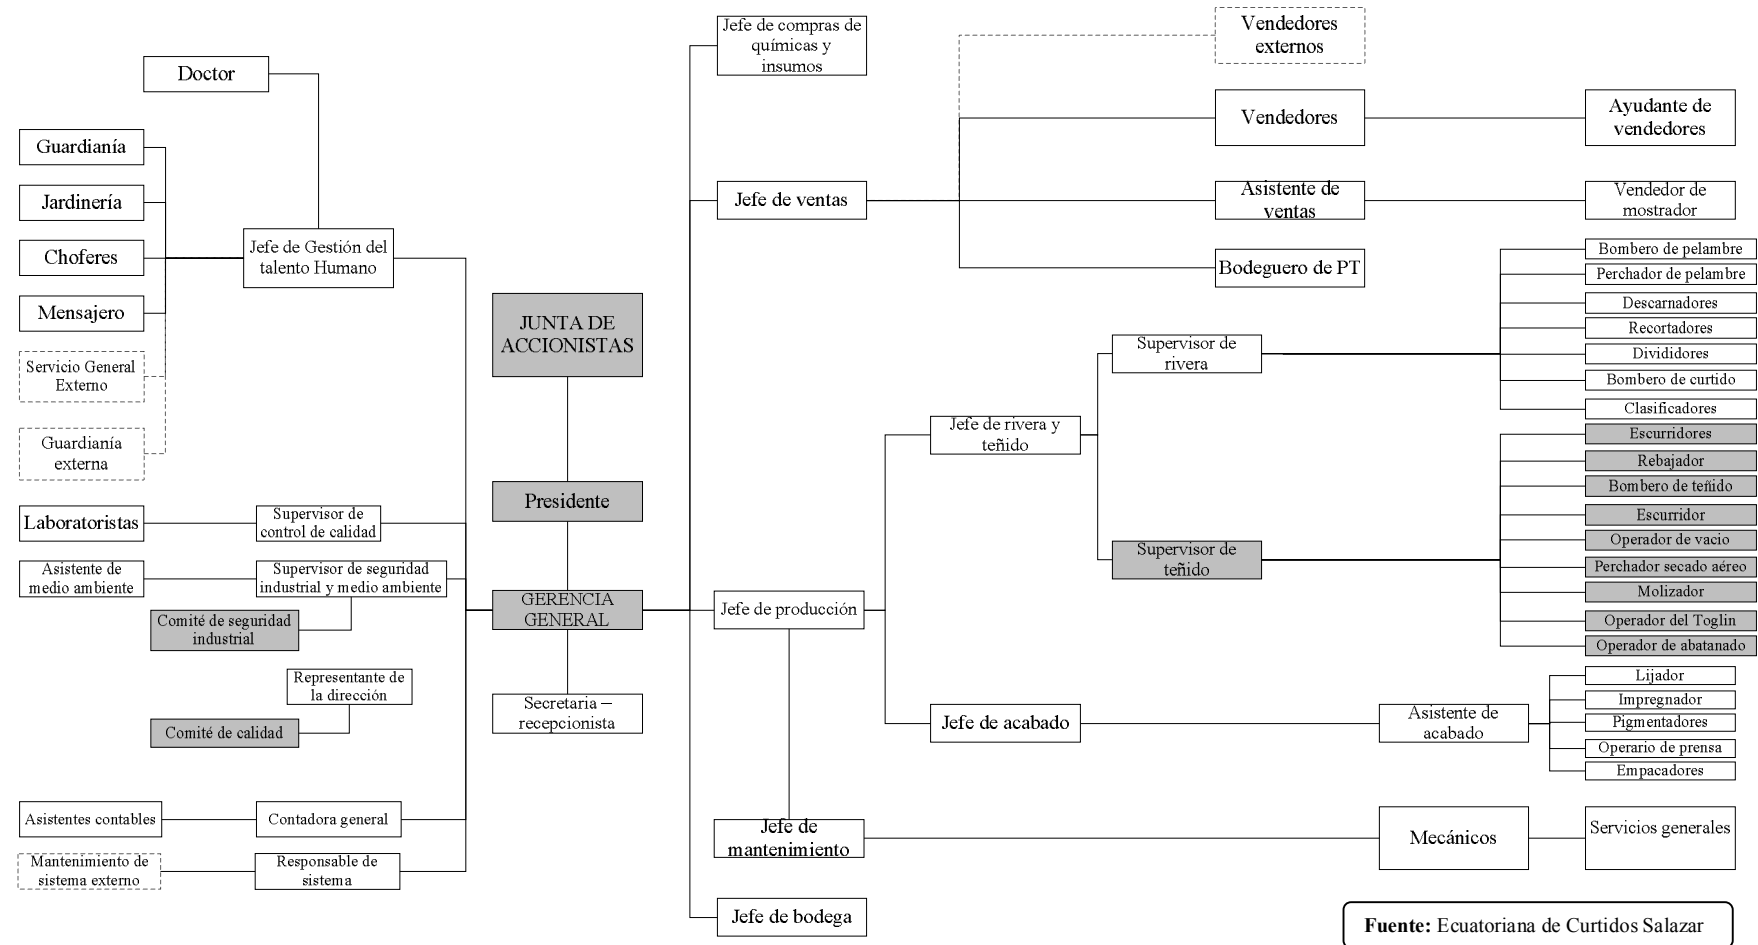 Doctor
Guardianía
Jardinería
Choferes
Mensajero
Servicio General
Externo
Guardianía
externa
Jefe de Gestión del
talento Humano
Laboratoristas
Supervisor de
control de calidad
Asistente de
medio ambiente
Supervisor de seguridad
industrial y medio ambiente
Comité de seguridad
industrial
Representante de
la dirección
Comité de calidad
Asistentes contables
Contadora general
Mantenimiento de
sistema externo
Responsable de
sistema
JUNTA DE
ACCIONISTAS
Presidente
GERENCIA
GENERAL
Secretaria –
recepcionista
Jefe de compras de
químicas y
insumos
Jefe de ventas
Vendedores
externos
Vendedores
Ayudante de
vendedores
Asistente de
ventas
Vendedor de
mostrador
Bodeguero de PT
Jefe de producción
Jefe de rivera y
teñido
Supervisor de
rivera
Bombero de pelambre
Perchador de pelambre
Descarnadores
Recortadores
Divididores
Bombero de curtido
Clasificadores
Supervisor de
teñido
Escurridores
Rebajador
Bombero de teñido
Escurridor
Operador de vacio
Perchador secado aéreo
Molizador
Operador del Toglin
Operador de abatanado
Jefe de acabado
Asistente de
acabado
Lijador
Impregnador
Pigmentadores
Operario de prensa
Empacadores
Jefe de
mantenimiento
Mecánicos
Servicios generales
Jefe de bodega
Fuente: Ecuatoriana de Curtidos Salazar